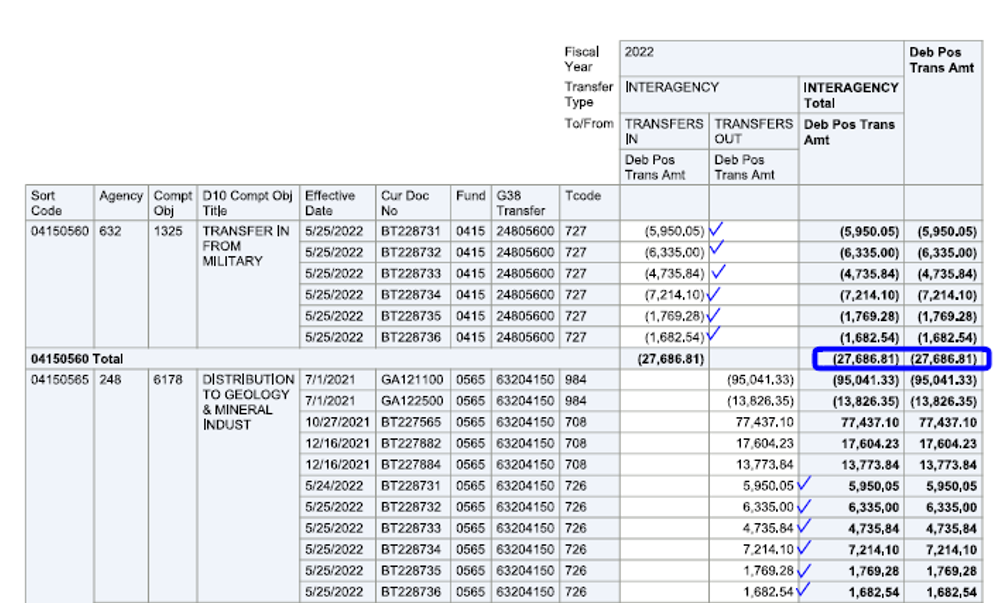 Fiscal Year 2022 Deb Pos Trans Amt
Transfer Type INTERAGENCY INTERAGENCY Total
To/From TRANSFERS IN TRANSFERS OUT Deb Pos Trans Amt
Deb Pos Trans Amt Deb Pos Trans Amt
Sort Code Agency Compt Obj D10 Compt Obj Title Effective Date Cur Doc No Fund G38 Transfer Tcode
04150560 632 1325 TRANSFER IN FROM MILITARY 5/25/2022 BT228731 0415 24805600 727 (5,950.05) (5,950.05) (5,950.05)
5/25/2022 BT228732 0415 24805600 727 (6,335.00) (6,335.00) (6,335.00)
5/25/2022 BT228733 0415 24805600 727 (4,735.84) (4,735.84) (4,735.84)
5/25/2022 BT228734 0415 24805600 727 (7,214.10) (7,214.10) (7,214.10)
5/25/2022 BT228735 0415 24805600 727 (1,769.28) (1,769.28) (1,769.28)
5/25/2022 BT228736 0415 24805600 727 (1,682.54) (1,682.54) (1,682.54)
04150560 Total (27,686.81) (27,686.81) (27,686.81)
04150565 248 6178 DISTRIBUTION TO GEOLOGY & MINERAL INDUST 7/1/2021 GA121100 0565 63204150 984 (95,041.33) (95,041.33) (95,041.33)
7/1/2021 GA122500 0565 63204150 984 (13,826.35) (13,826.35) (13,826.35)
10/27/2021 BT227565 0565 63204150 708 77,437.10 77,437.10 77,437.10
12/16/2021 BT227882 0565 63204150 708 17,604.23 17,604.23 17,604.23
12/16/2021 BT227884 0565 63204150 708 13,773.84 13,773.84 13,773.84
5/24/2022 BT228731 0565 63204150 726 5,950.05 5,950.05 5,950.05
5/25/2022 BT228732 0565 63204150 726 6,335.00 6,335.00 6,335.00
5/25/2022 BT228733 0565 63204150 726 4,735.84 4,735.84 4,735.84
5/25/2022 BT228734 0565 63204150 726 7,214.10 7,214.10 7,214.10
5/25/2022 BT228735 0565 63204150 726 1,769.28 1,769.28 1,769.28
5/25/2022 BT228736 0565 63204150 726 1,682.54 1,682.54 1,682.54